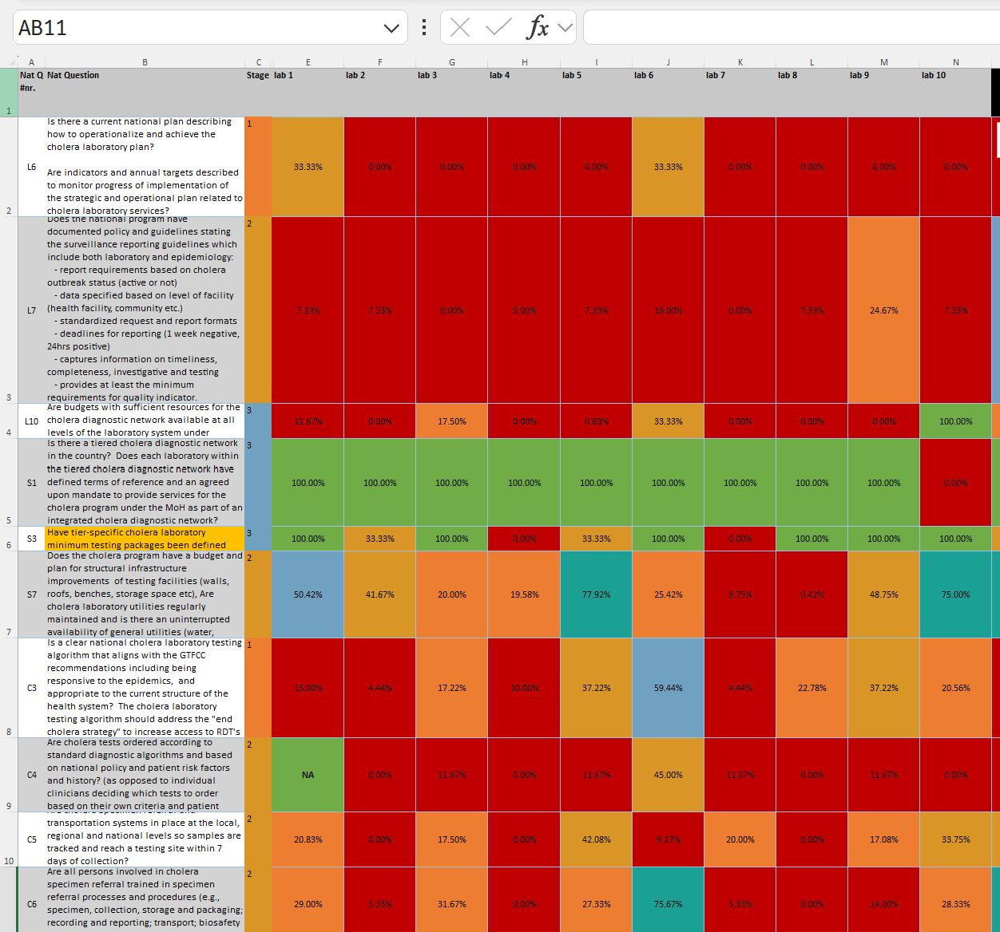 AB11
fx
A B C E F G H I J K L M N
Nat Q Nat Question Stage lab 1 lab 2 lab 3 lab 4 lab 5 lab 6 lab 7 lab 8 lab 9 lab 10
#nr.
1
Is there a current national plan describing
how to operationalize and achieve the
cholera laboratory plan?
Are indicators and annual targets described
to monitor progress of implementation of
the strategic and operational plan related to
cholera laboratory services?
L6 1 33.33% 0.00% 0.00% 0.00% 0.00% 33.33% 0.00% 0.00% 0.00% 0.00%
2
Does the national program have
documented policy and guidelines stating
the surveillance reporting guidelines which
include both laboratory and epidemiology:
- report requirements based on cholera
outbreak status (active or not)
- data specified based on level of facility
(health facility, community etc.)
- standardized request and report formats
- deadlines for reporting (1 week negative,
24hrs positive)
- captures information on timeliness,
completeness, investigative and testing
- provides at least the minimum
requirements for quality indicator.
L7 2 7.33% 7.33% 0.00% 0.00% 7.33% 16.00% 0.00% 7.33% 24.67% 7.33%
3
Are budgets with sufficient resources for the
cholera diagnostic network available at all
levels of the laboratory system under
L10 3 11.67% 0.00% 17.50% 0.00% 0.83% 33.33% 0.00% 0.00% 0.00% 100.00%
4
Is there a tiered cholera diagnostic network
in the country? Does each laboratory within
the tiered cholera diagnostic network have
defined terms of reference and an agreed
upon mandate to provide services for the
cholera program under the MoH as part of an
integrated cholera diagnostic network?
S1 3 100.00% 100.00% 100.00% 100.00% 100.00% 100.00% 100.00% 100.00% 100.00% 0.00%
5
Have tier-specific cholera laboratory
minimum testing packages been defined
S3 3 100.00% 33.33% 100.00% 0.00% 33.33% 100.00% 0.00% 100.00% 100.00% 100.00%
6
Does the cholera program have a budget and
plan for structural infrastructure
improvements of testing facilities (walls,
roofs, benches, storage space etc), Are
cholera laboratory utilities regularly
maintained and is there an uninterrupted
availability of general utilities (water,
S7 2 50.42% 41.67% 20.00% 19.58% 77.92% 25.42% 8.75% 0.42% 48.75% 75.00%
7
Is a clear national cholera laboratory testing
algorithm that aligns with the GTFCC
recommendations including being
responsive to the epidemics, and
appropriate to the current structure of the
health system? The cholera laboratory
testing algorithm should address the "end
cholera strategy" to increase access to RDT's
C3 1 15.00% 4.44% 17.22% 10.00% 37.22% 59.44% 4.44% 22.78% 37.22% 20.56%
8
Are cholera tests ordered according to
standard diagnostic algorithms and based
on national policy and patient risk factors
and history? (as opposed to individual
clinicians deciding which tests to order
based on their own criteria and patient
C4 2 NA 0.00% 11.67% 0.00% 11.67% 45.00% 11.67% 0.00% 11.67% 0.00%
9
transportation systems in place at the local,
regional and national levels so samples are
tracked and reach a testing site within 7
days of collection?
C5 2 20.83% 0.00% 17.50% 0.00% 42.08% 9.17% 20.00% 0.00% 17.08% 33.75%
10
Are all persons involved in cholera
specimen referral trained in specimen
referral processes and procedures (e.g.,
specimen, collection, storage and packaging;
recording and reporting; transport; biosafety
C6 2 29.00% 5.33% 31.67% 0.00% 27.33% 75.67% 5.33% 0.00% 14.00% 28.33%